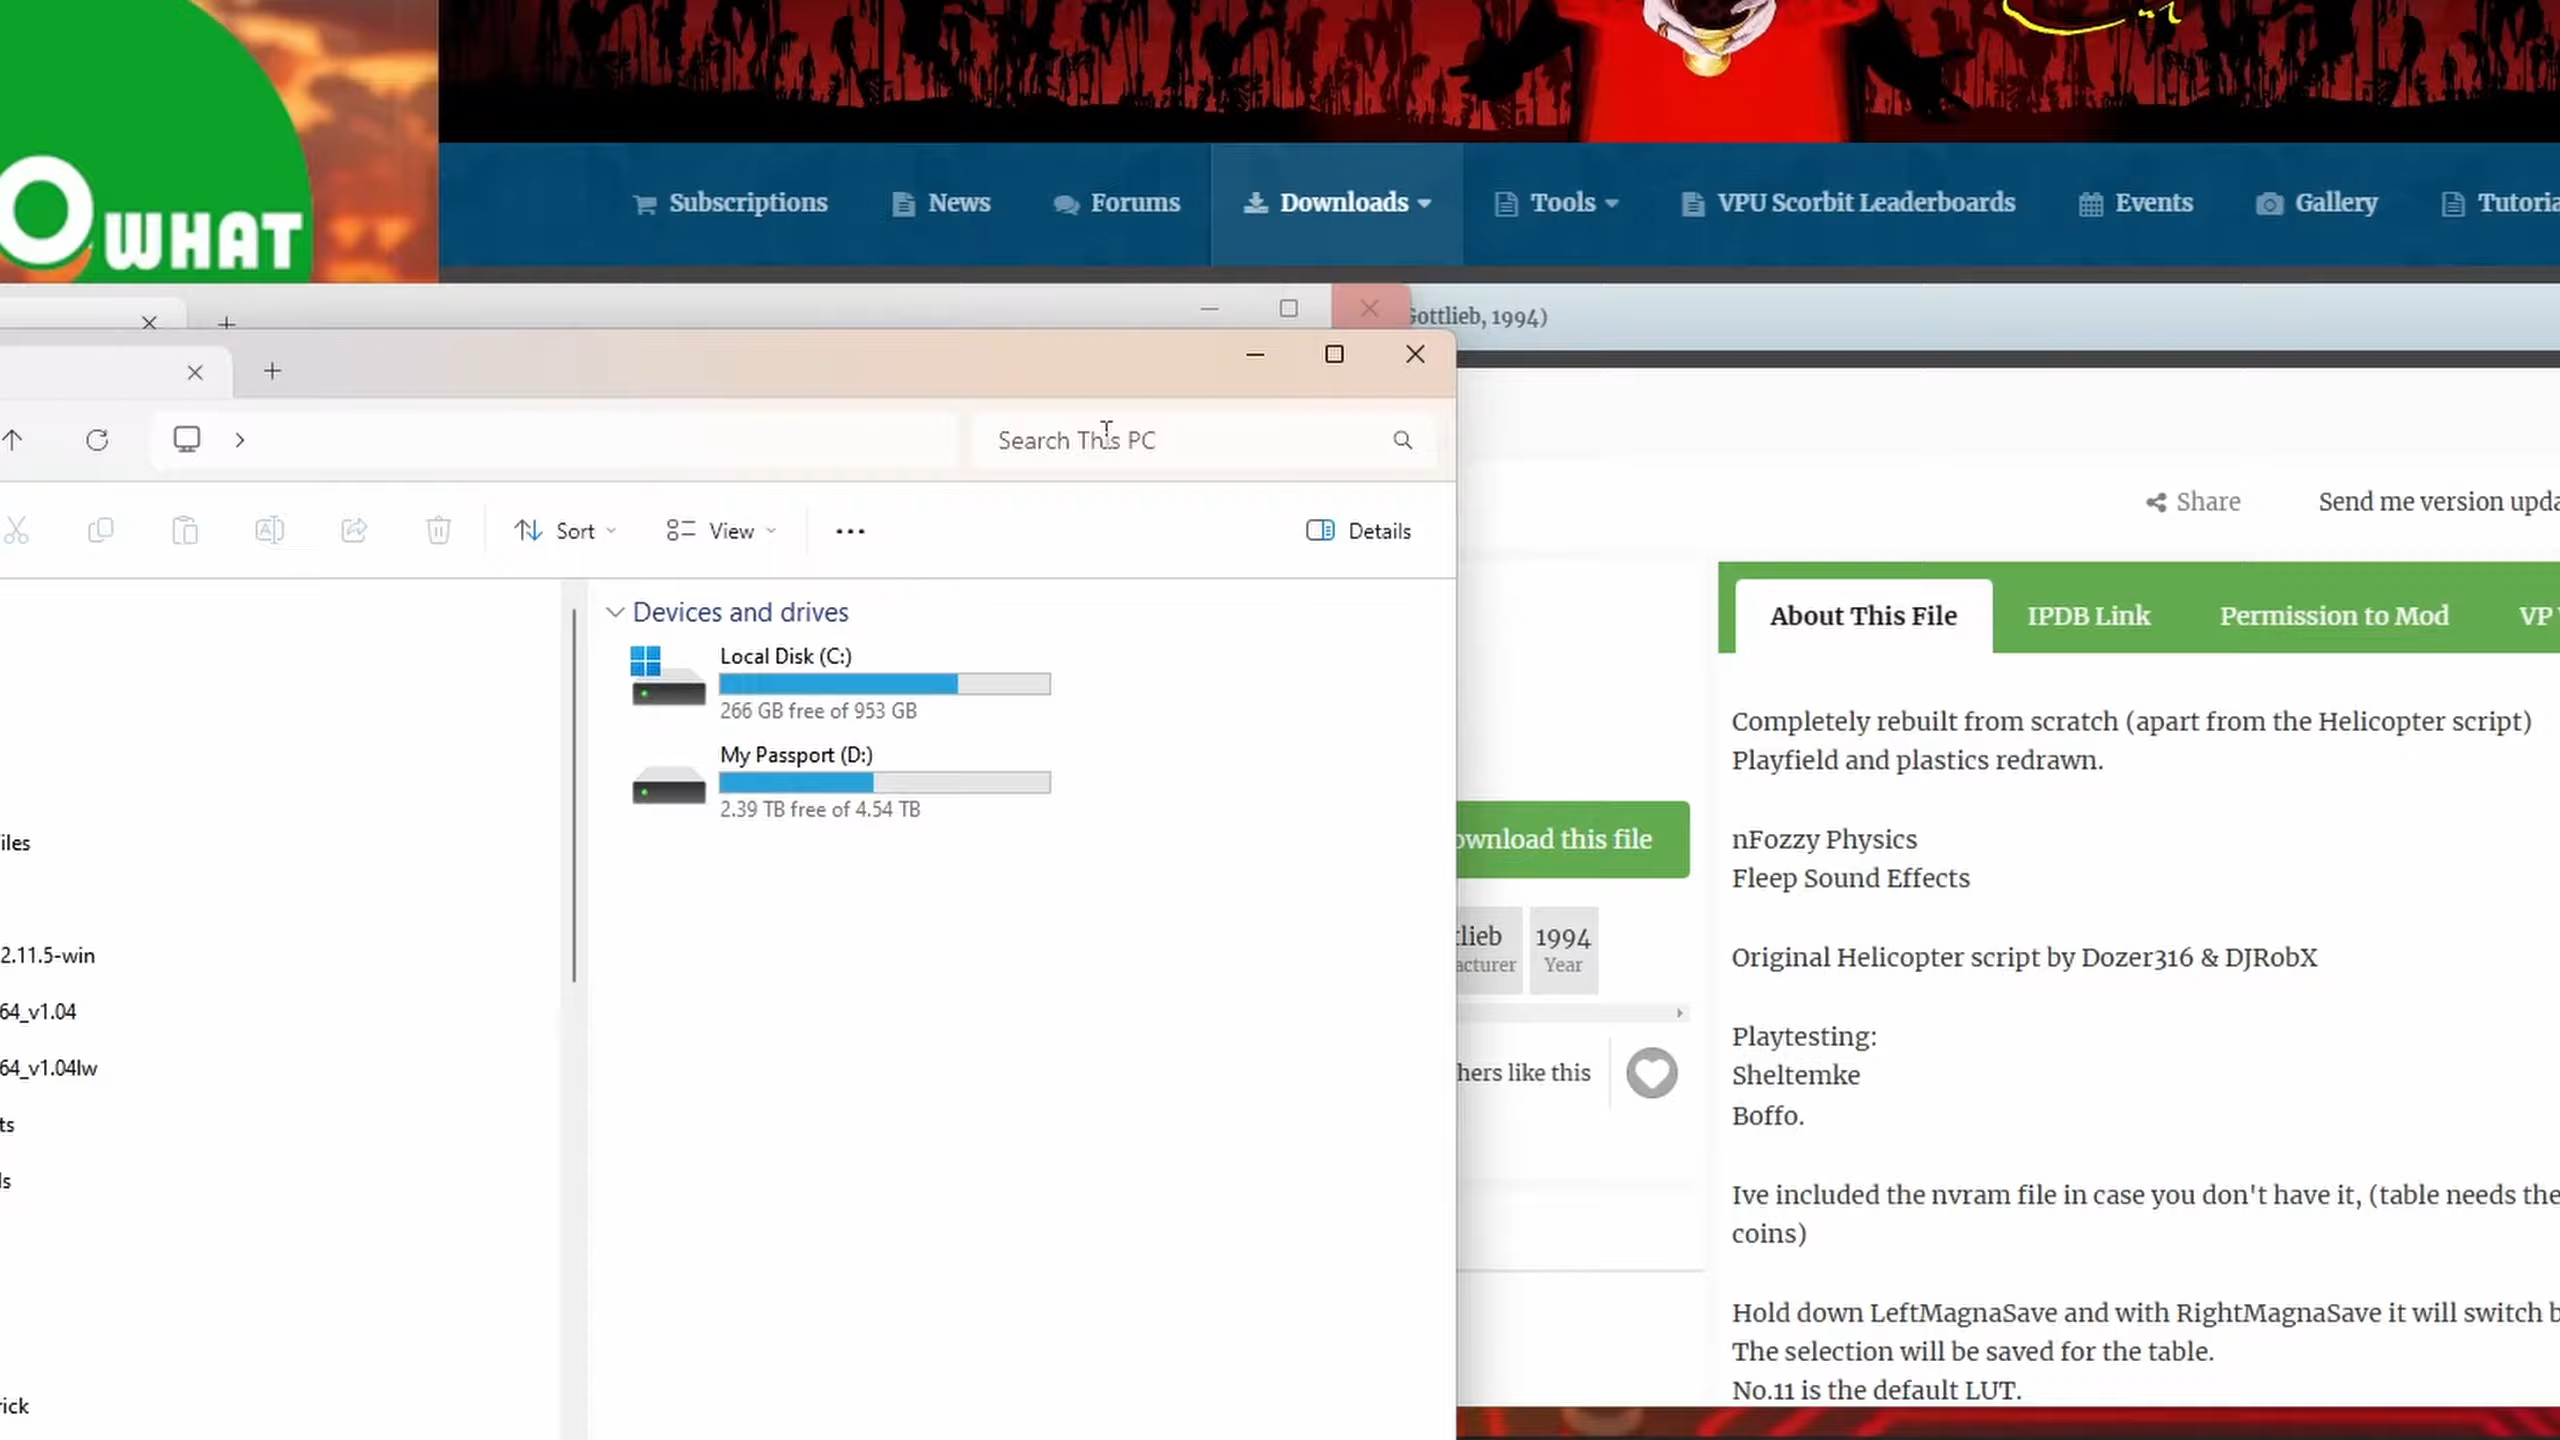 WHAT
Subscriptions
News
Forums
Downloads
Tools
VPU Scorbit Leaderboards
Events
Gallery
Gottlieb, 1994)
Search This PC
Share
Send me version
Sort
View
Details
Devices and drives
Local Disk (C:)
266 GB free of 953 GB
My Passport (D:)
2.39 TB free of 4.54 TB
iles
2.11.5-win
64_v1.04
64_v1.04lw
ts
ls
rick
ownload this file
tlieb
acturer
1994
Year
hers like this
About This File
IPDB Link
Permission to Mod
VP
Completely rebuilt from scratch (apart from the Helicopter script)
Playfield and plastics redrawn.
nFozzy Physics
Fleep Sound Effects
Original Helicopter script by Dozer316 & DJRobX
Playtesting:
Sheltemke
Boffo.
Ive included the nvram file in case you don't have it, (table needs the
coins)
Hold down LeftMagnaSave and with RightMagnaSave it will switch b
The selection will be saved for the table.
No.11 is the default LUT.